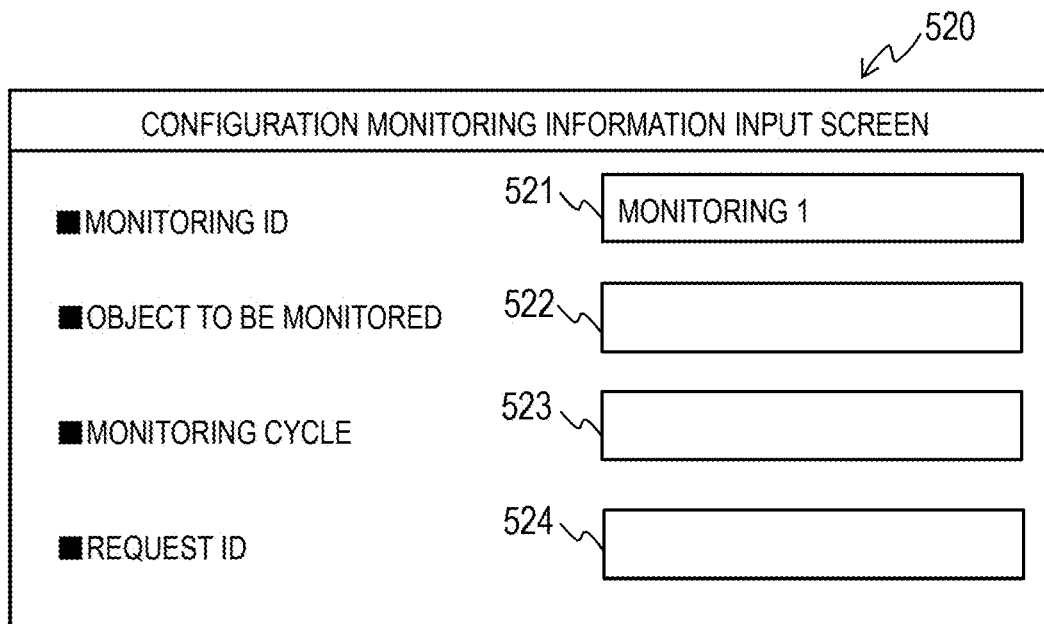 520
CONFIGURATION MONITORING INFORMATION INPUT SCREEN
■MONITORING ID 521 MONITORING 1
■OBJECT TO BE MONITORED 522
■MONITORING CYCLE 523
■REQUEST ID 524